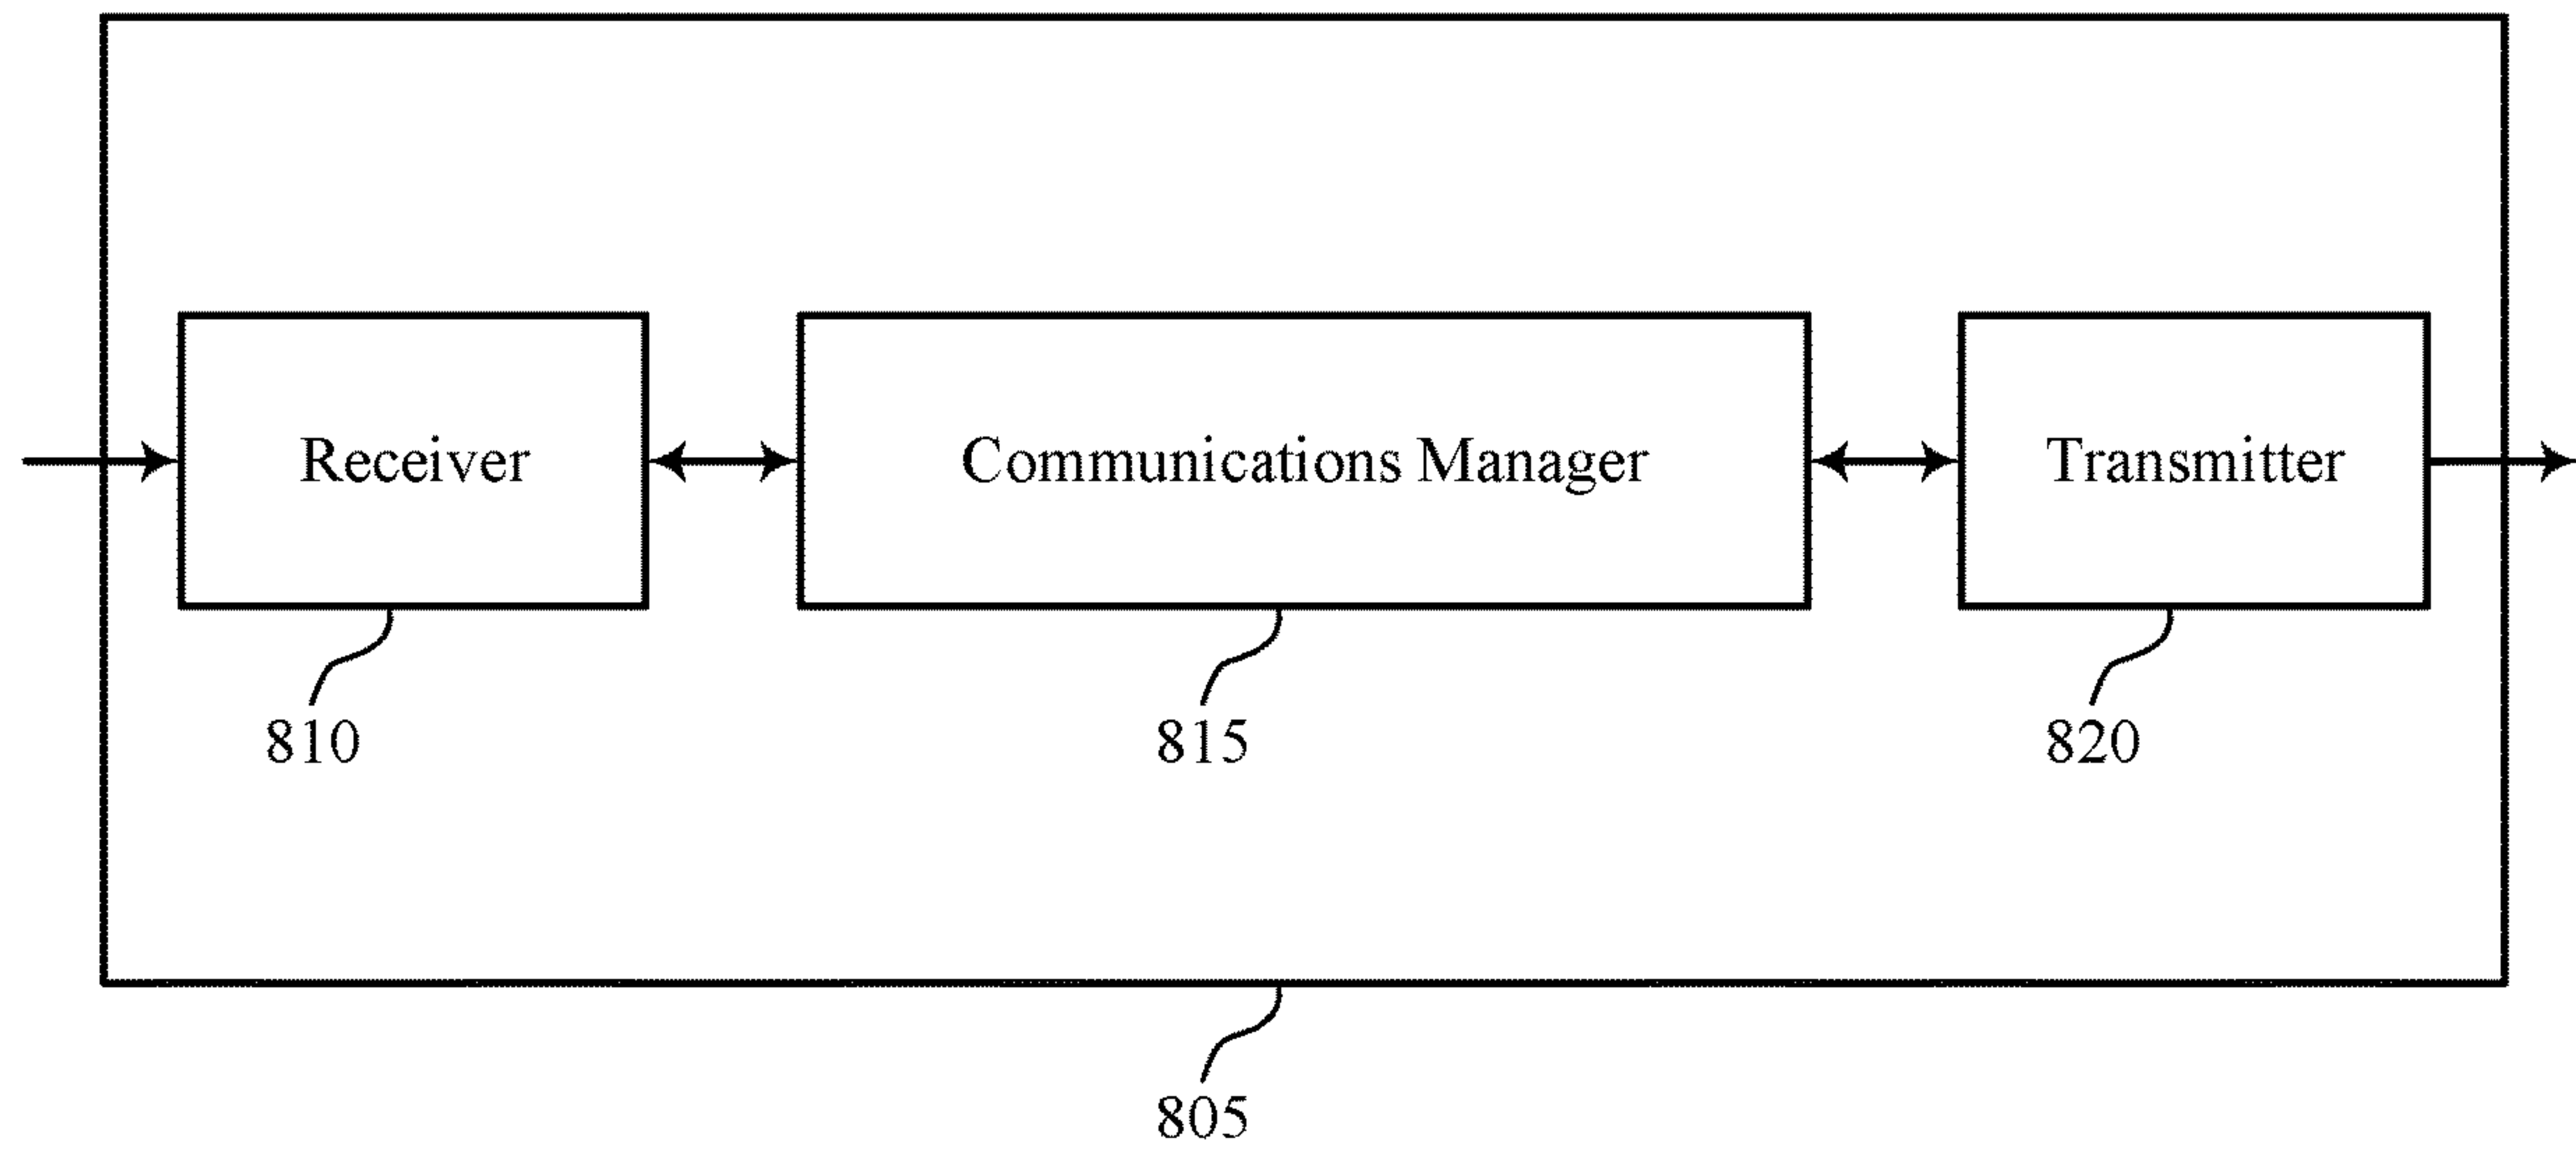 Receiver
Communications Manager
Transmitter
810
815
820
805